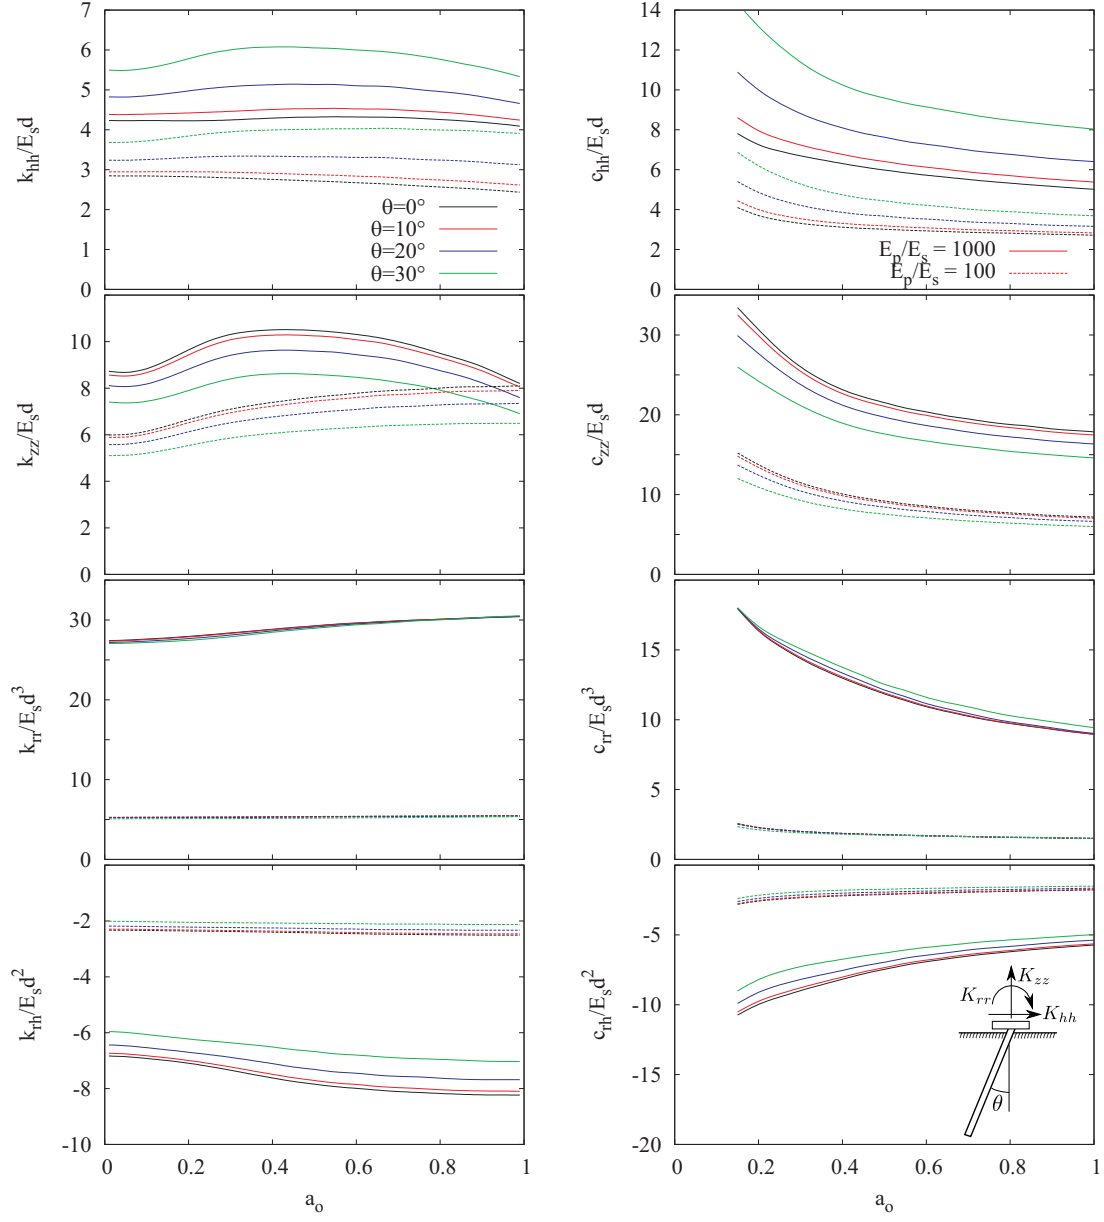 7
6
5
4
3
2
1
0
k_hh/E_s d
θ=0°
θ=10°
θ=20°
θ=30°
14
12
10
8
6
4
2
0
c_hh/E_s d
E_p/E_s = 1000
E_p/E_s = 100
10
8
6
4
2
0
k_zz/E_s d
30
20
10
0
c_zz/E_s d
30
20
10
0
k_rr/E_s d^3
15
10
5
0
c_rr/E_s d^3
-2
-4
-6
-8
-10
k_rh/E_s d^2
0 0.2 0.4 0.6 0.8 1
a_o
-5
-10
-15
-20
c_rh/E_s d^2
K_zz
K_rr
K_hh
θ
0 0.2 0.4 0.6 0.8 1
a_o